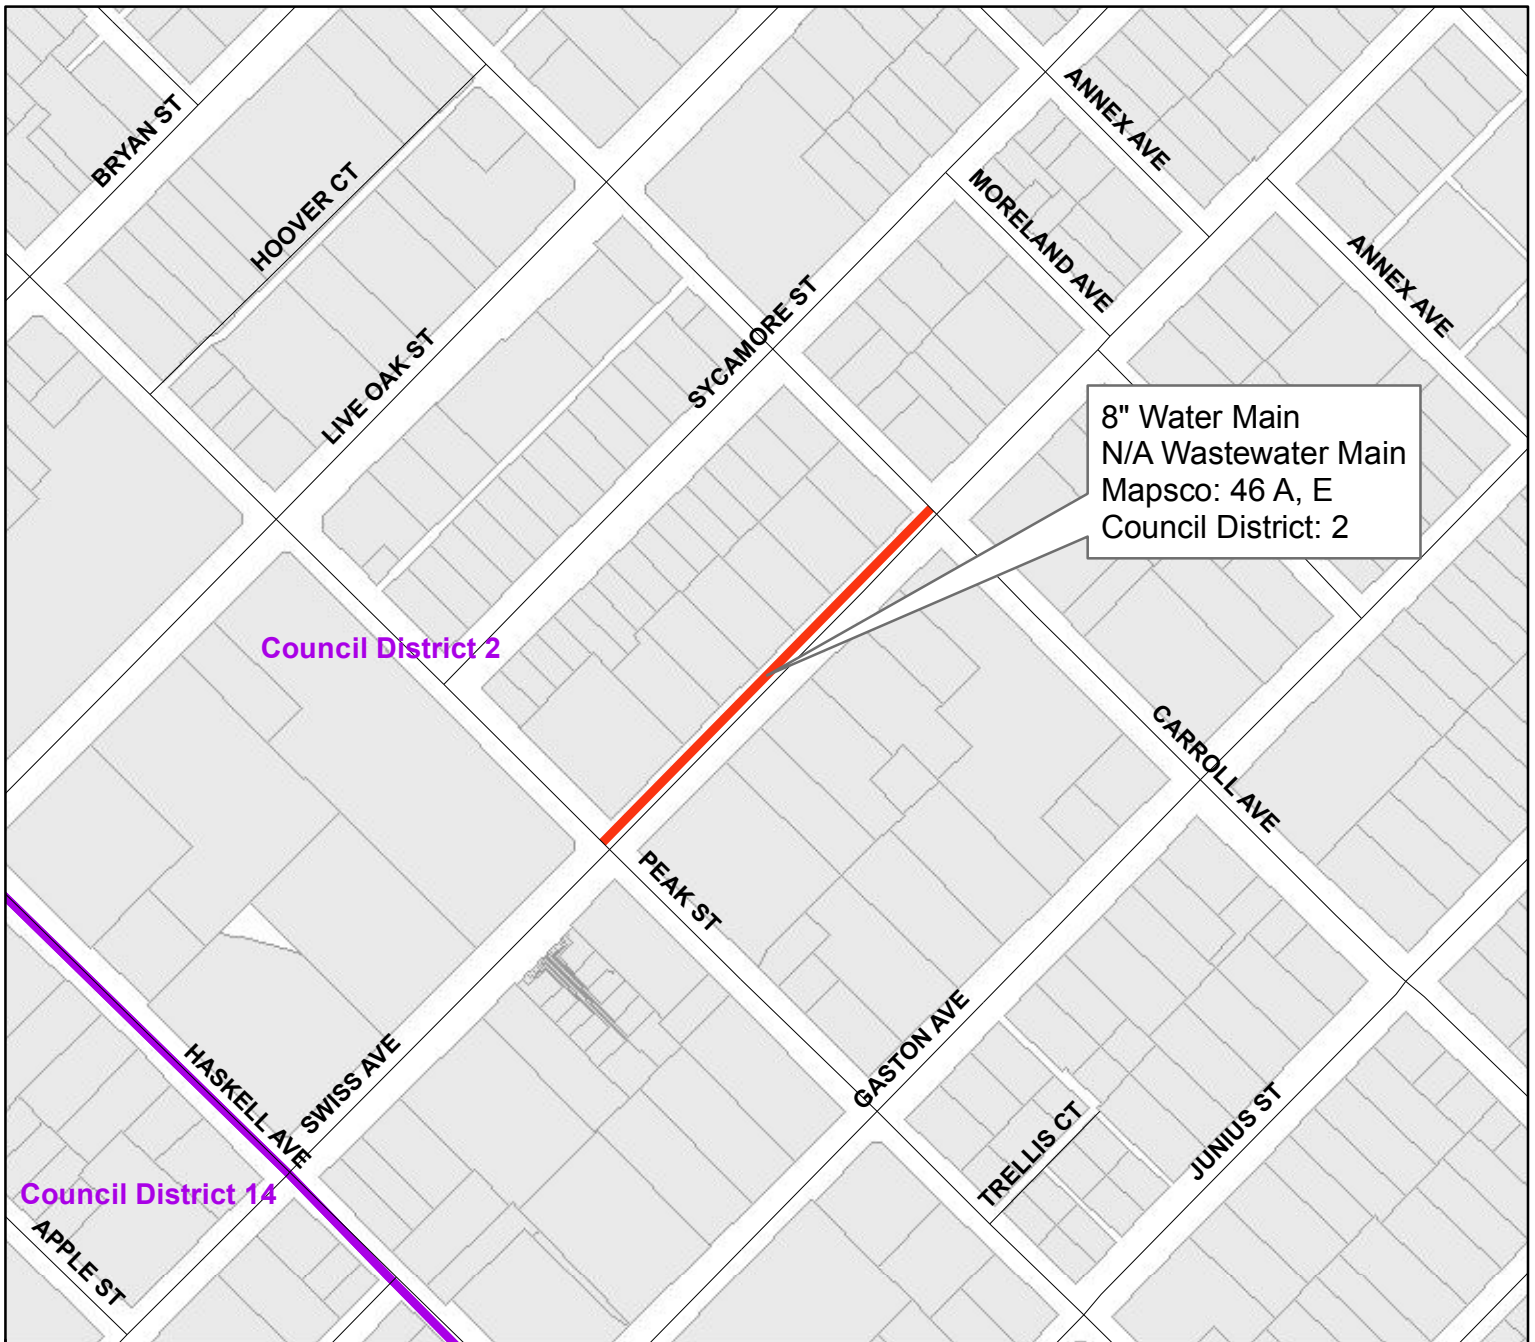 BRYAN ST
HOOVER CT
LIVE OAK ST
SYCAMORE ST
ANNEX AVE
MORELAND AVE
ANNEX AVE
8" Water Main
N/A Wastewater Main
Mapsco: 46 A, E
Council District: 2
Council District 2
CARROLL AVE
PEAK ST
GASTON AVE
HASKELL AVE
SWISS AVE
TRELLIS CT
JUNIUS ST
Council District 14
APPLE ST